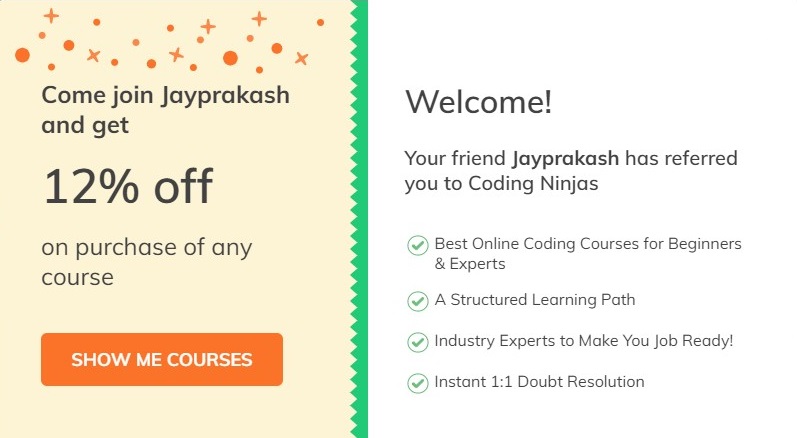 Come join Jayprakash
and get
12% off
on purchase of any
course
SHOW ME COURSES
Welcome!
Your friend Jayprakash has referred
you to Coding Ninjas
Best Online Coding Courses for Beginners
& Experts
A Structured Learning Path
Industry Experts to Make You Job Ready!
Instant 1:1 Doubt Resolution